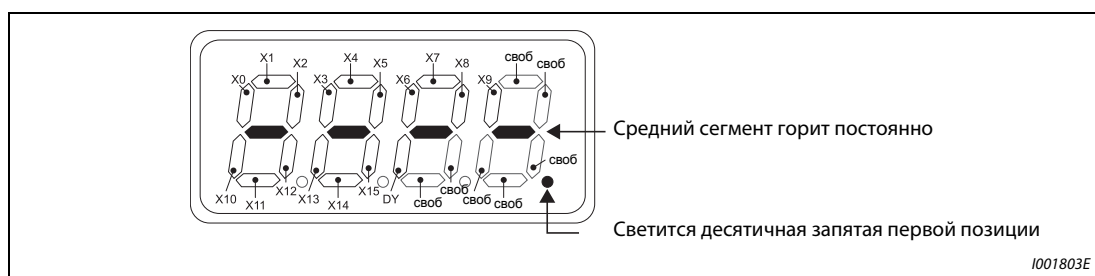 X1 X4 X7 своб
X0 X2 X3 X5 X6 X8 X9 своб
Средний сегмент горит постоянно
своб
X10 X12 X13 X15 DY своб своб
X11 X14 своб своб
Светится десятичная запятая первой позиции
I001803E